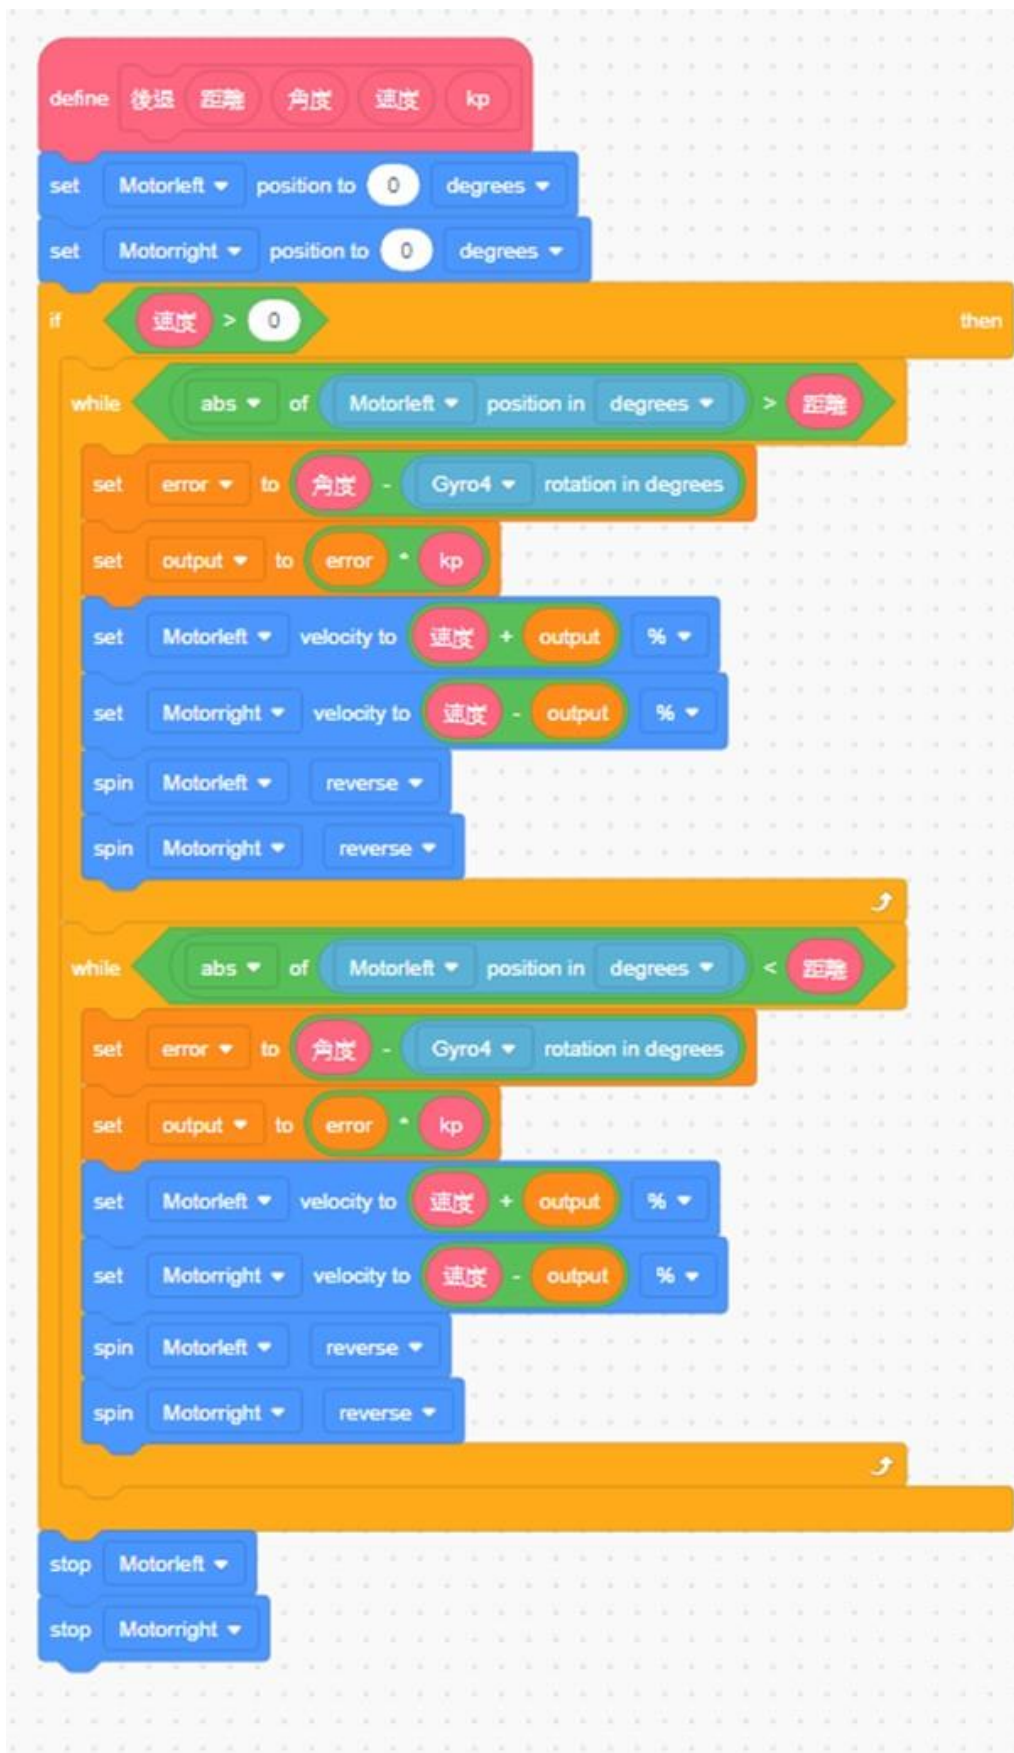 define 後退 距離 角度 速度 kp
set Motorleft position to 0 degrees
set Motorright position to 0 degrees
if 速度 > 0 then
while abs of Motorleft position in degrees > 距離
set error to 角度 - Gyro4 rotation in degrees
set output to error * kp
set Motorleft velocity to 速度 + output %
set Motorright velocity to 速度 - output %
spin Motorleft reverse
spin Motorright reverse
while abs of Motorleft position in degrees < 距離
set error to 角度 - Gyro4 rotation in degrees
set output to error * kp
set Motorleft velocity to 速度 + output %
set Motorright velocity to 速度 - output %
spin Motorleft reverse
spin Motorright reverse
stop Motorleft
stop Motorright